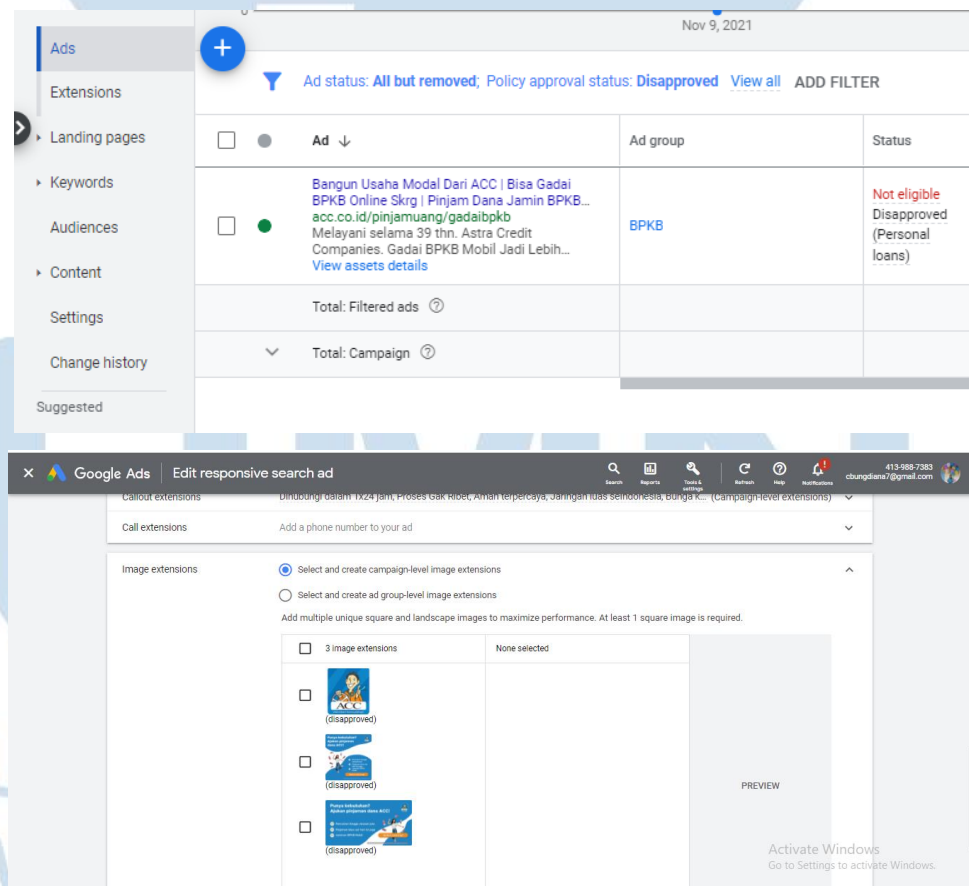 0
Nov 9, 2021
Ads
+
Ad status: All but removed; Policy approval status: Disapproved View all ADD FILTER
Extensions
Landing pages
Ad ↓ Ad group Status
Keywords
Audiences
Content
Settings
Change history
Suggested
Bangun Usaha Modal Dari ACC | Bisa Gadai
BPKB Online Skrg | Pinjam Dana Jamin BPKB...
acc.co.id/pinjamuang/gadaibpkb
Melayani selama 39 thn. Astra Credit
Companies. Gadai BPKB Mobil Jadi Lebih...
View assets details
BPKB
Not eligible
Disapproved
(Personal
loans)
Total: Filtered ads ?
Total: Campaign ?
× Google Ads | Edit responsive search ad
Search
Reports
Tools &
settings
Refresh
Help
Notifications
413-988-7383
cbungdiana7@gmail.com
Callout extensions Dihubungi dalam 1x24 jam, Proses Gak Ribet, Aman terpercaya, Jaringan luas seindonesia, Bunga k... (Campaign-level extensions)
Call extensions Add a phone number to your ad
Image extensions
Select and create campaign-level image extensions
Select and create ad group-level image extensions
Add multiple unique square and landscape images to maximize performance. At least 1 square image is required.
3 image extensions None selected
ACC
(disapproved)
(disapproved)
Punya kebutuhan?
Ajukan pinjaman
dana ACC!
(disapproved)
PREVIEW
Activate Windows
Go to Settings to activate Windows.